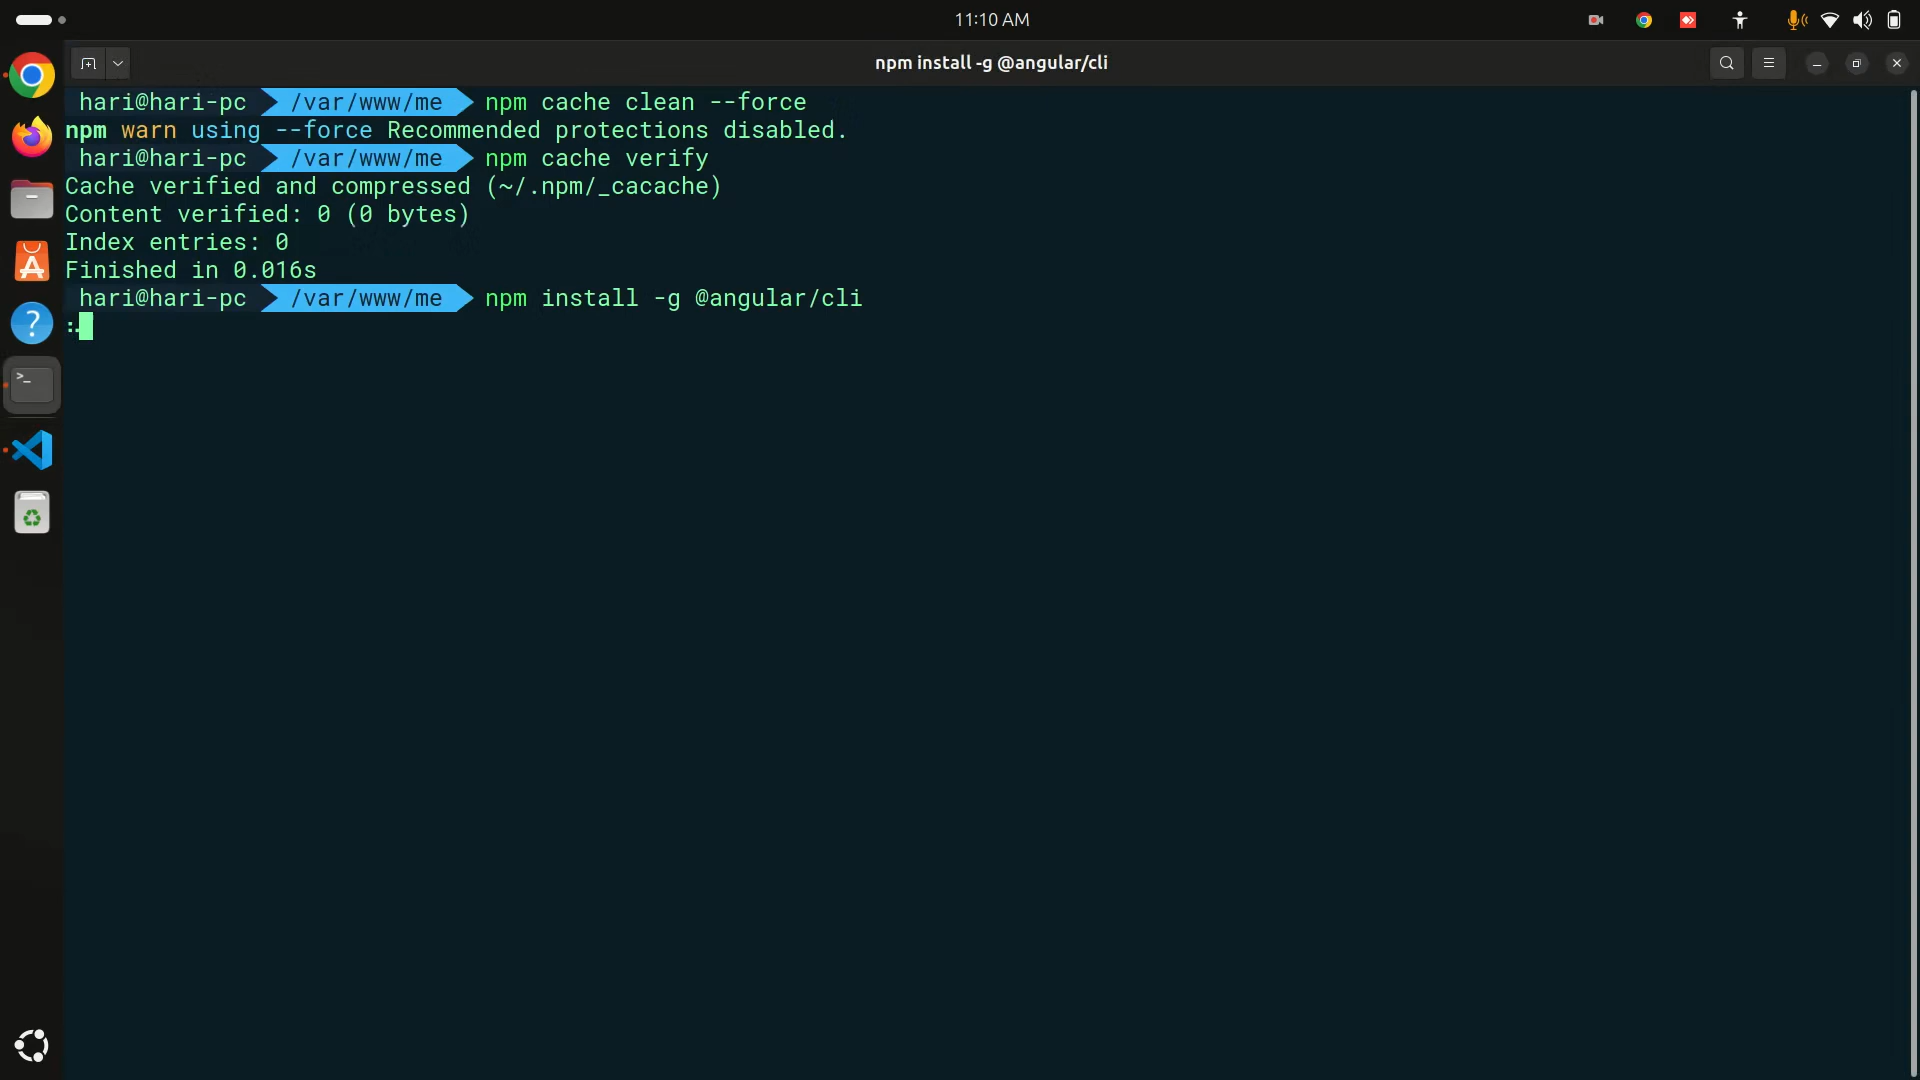 11:10 AM
npm install -g @angular/cli
hari@hari-pc /var/www/me npm cache clean --force
npm warn using --force Recommended protections disabled.
hari@hari-pc /var/www/me npm cache verify
Cache verified and compressed (~/.npm/_cacache)
Content verified: 0 (0 bytes)
Index entries: 0
Finished in 0.016s
hari@hari-pc /var/www/me npm install -g @angular/cli